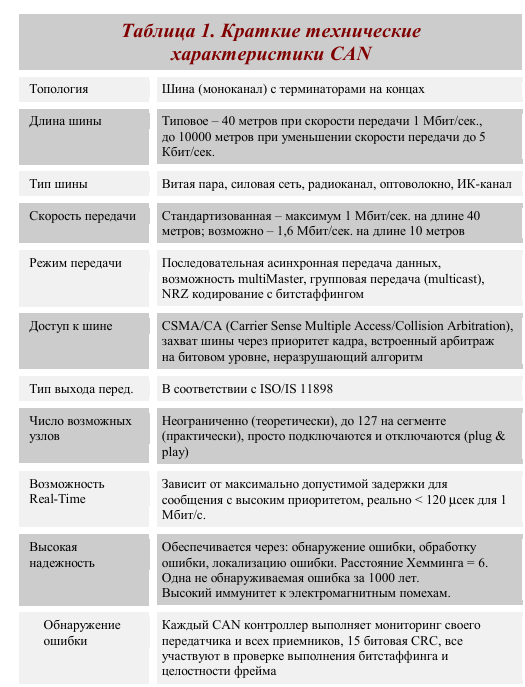 Таблица 1. Краткие технические
характеристики CAN
Топология
Шина (моноканал) с терминаторами на концах
Длина шины
Типовое – 40 метров при скорости передачи 1 Мбит/сек.,
до 10000 метров при уменьшении скорости передачи до 5
Кбит/сек.
Тип шины
Витая пара, силовая сеть, радиоканал, оптоволокно, ИК-канал
Скорость передачи
Стандартизованная – максимум 1 Мбит/сек. на длине 40
метров; возможно – 1,6 Мбит/сек. на длине 10 метров
Режим передачи
Последовательная асинхронная передача данных,
возможность multiMaster, групповая передача (multicast),
NRZ кодирование с битстаффингом
Доступ к шине
CSMA/CA (Carrier Sense Multiple Access/Collision Arbitration),
захват шины через приоритет кадра, встроенный арбитраж
на битовом уровне, неразрушающий алгоритм
Тип выхода перед.
В соответствии с ISO/IS 11898
Число возможных
узлов
Неограниченно (теоретически), до 127 на сегменте
(практически), просто подключаются и отключаются (plug &
play)
Возможность
Real-Time
Зависит от максимально допустимой задержки для
сообщения с высоким приоритетом, реально < 120 μсек для 1
Мбит/с.
Высокая
надежность
Обеспечивается через: обнаружение ошибки, обработку
ошибки, локализацию ошибки. Расстояние Хемминга = 6.
Одна не обнаруживаемая ошибка за 1000 лет.
Высокий иммунитет к электромагнитным помехам.
Обнаружение
ошибки
Каждый CAN контроллер выполняет мониторинг своего
передатчика и всех приемников, 15 битовая CRC, все
участвуют в проверке выполнения битстаффинга и
целостности фрейма